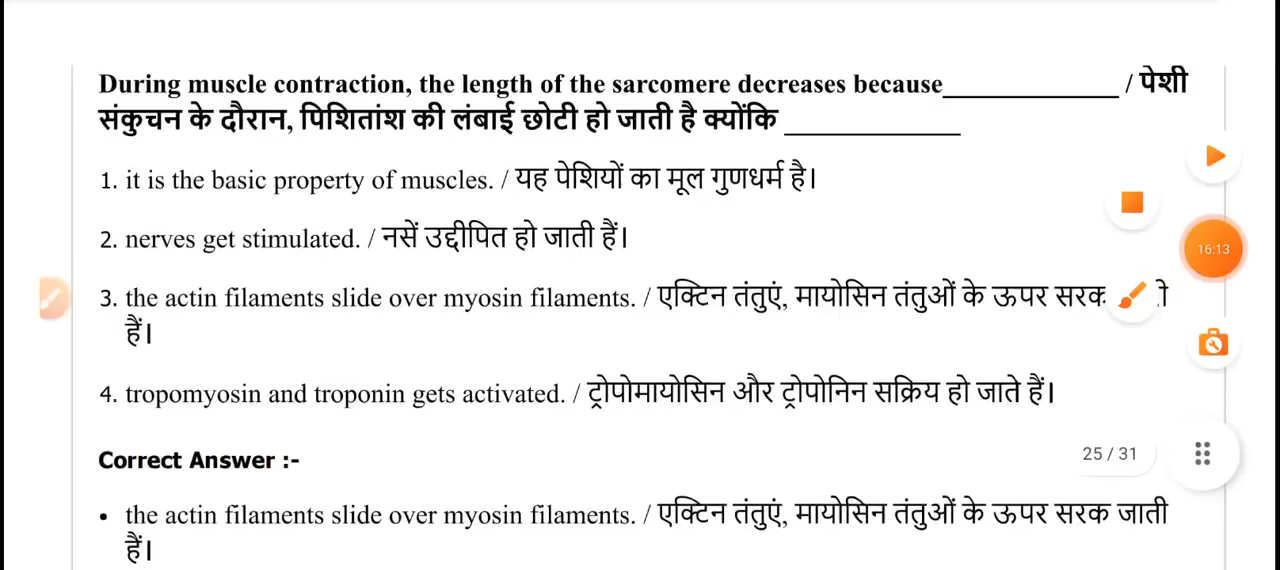 During muscle contraction, the length of the sarcomere decreases because____________ / पेशी
संकुचन के दौरान, पिशितांश की लंबाई छोटी हो जाती है क्योंकि ____________
1. it is the basic property of muscles. / यह पेशियों का मूल गुणधर्म है।
2. nerves get stimulated. / नसें उद्दीपित हो जाती हैं।
16:13
3. the actin filaments slide over myosin filaments. / एक्टिन तंतुएं, मायोसिन तंतुओं के ऊपर
हैं।
4. tropomyosin and troponin gets activated. / ट्रोपोमायोसिन और ट्रोपोनिन सक्रिय हो जाते हैं।
25 / 31
Correct Answer :-
• the actin filaments slide over myosin filaments. / एक्टिन तंतुएं, मायोसिन तंतुओं के ऊपर सरक जाती
हैं।